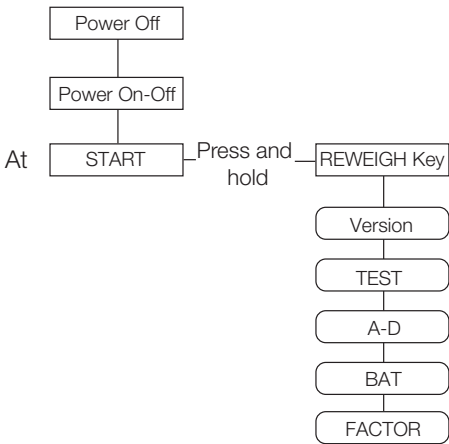 Power Off
Power On-Off
At START Press and hold REWEIGH Key
Version
TEST
A-D
BAT
FACTOR